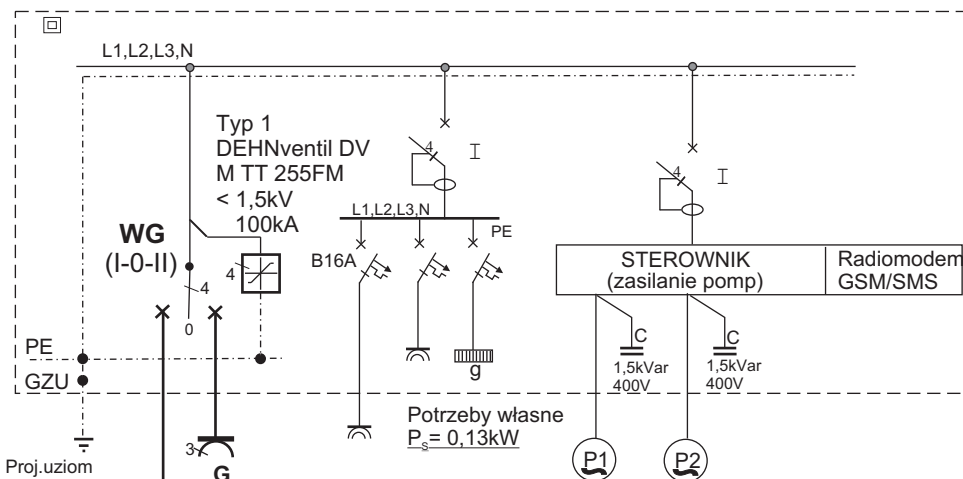 L1,L2,L3,N
Typ 1
DEHNventil DV
M TT 255FM
< 1,5kV
100kA
4
I
4
I
L1,L2,L3,N
PE
WG
(I-0-II)
4
4
0
B16A
STEROWNIK
(zasilanie pomp)
Radiomodem
GSM/SMS
g
C
1,5kVar
400V
C
1,5kVar
400V
PE
GZU
Potrzeby własne
Ps= 0,13kW
3
G
P1
P2
Proj.uziom